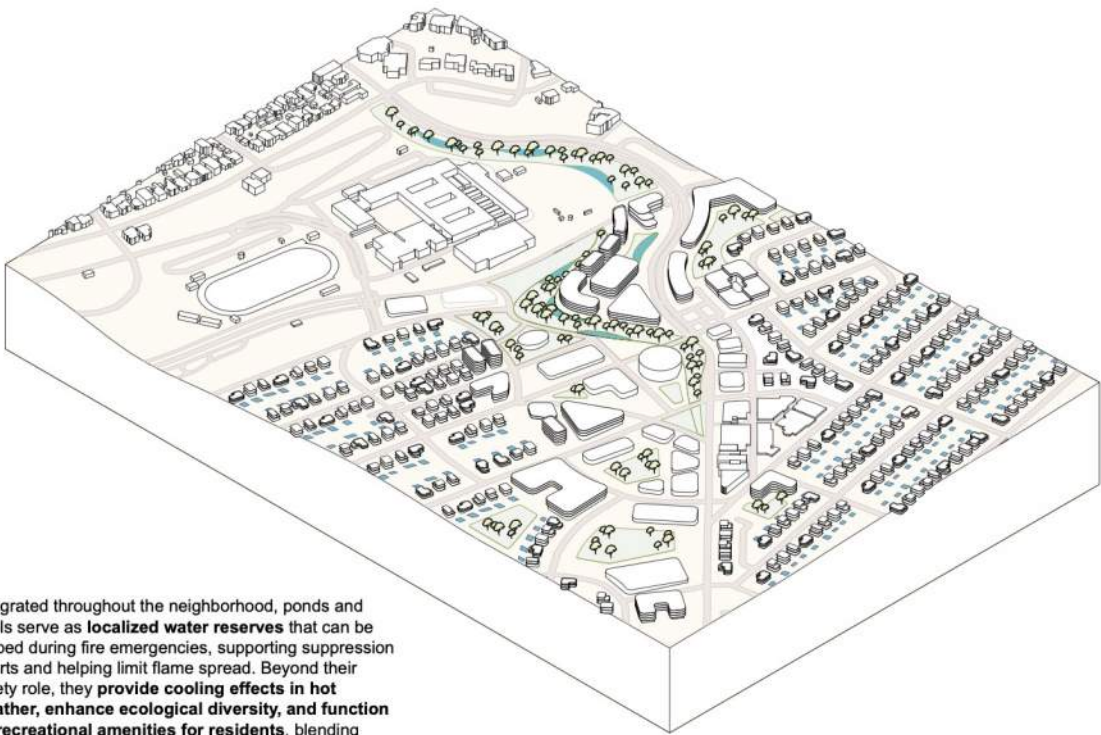 grated throughout the neighborhood, ponds and
ls serve as localized water reserves that can be
ped during fire emergencies, supporting suppression
rts and helping limit flame spread. Beyond their
ety role, they provide cooling effects in hot
ather, enhance ecological diversity, and function
recreational amenities for residents, blending